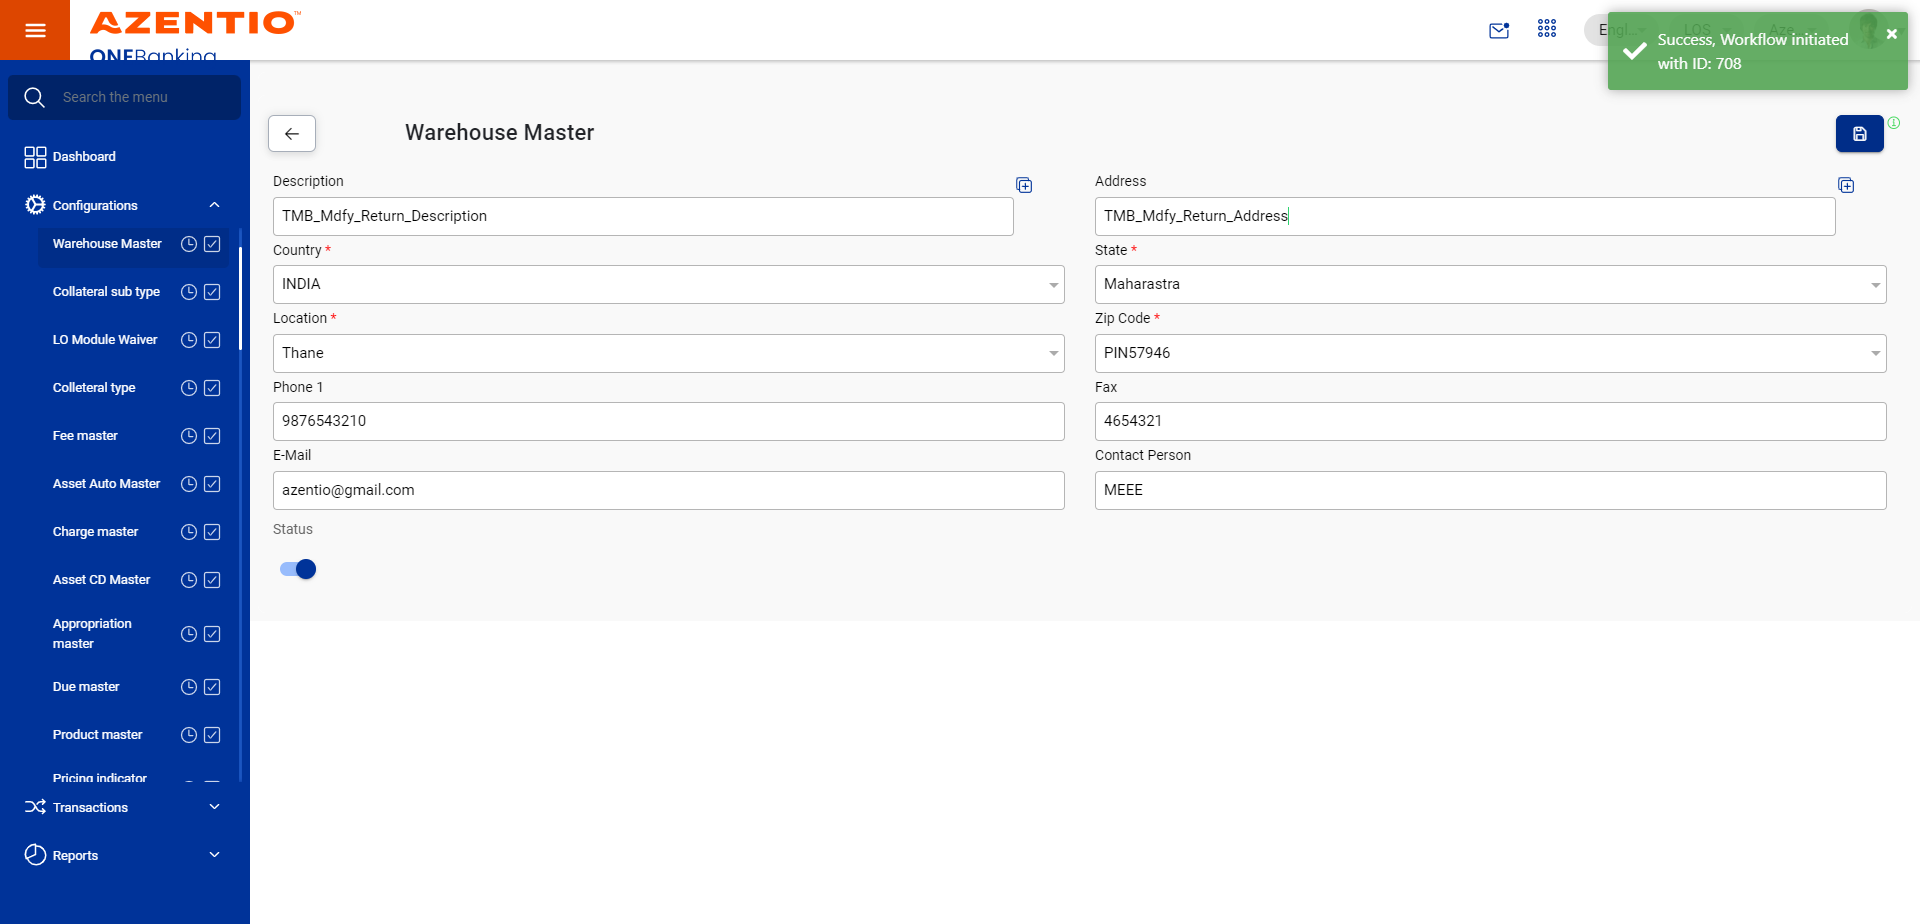 AZENTIO™
ONEBanking
Engl...
LOS
Aze
Success, Workflow initiated
with ID: 708
Search the menu
Dashboard
Configurations
Warehouse Master
Collateral sub type
LO Module Waiver
Colleteral type
Fee master
Asset Auto Master
Charge master
Asset CD Master
Appropriation
master
Due master
Product master
Pricing indicator
Transactions
Reports
Warehouse Master
Description
TMB_Mdfy_Return_Description
Address
TMB_Mdfy_Return_Address
Country *
INDIA
State *
Maharastra
Location *
Thane
Zip Code *
PIN57946
Phone 1
9876543210
Fax
4654321
E-Mail
azentio@gmail.com
Contact Person
MEEE
Status